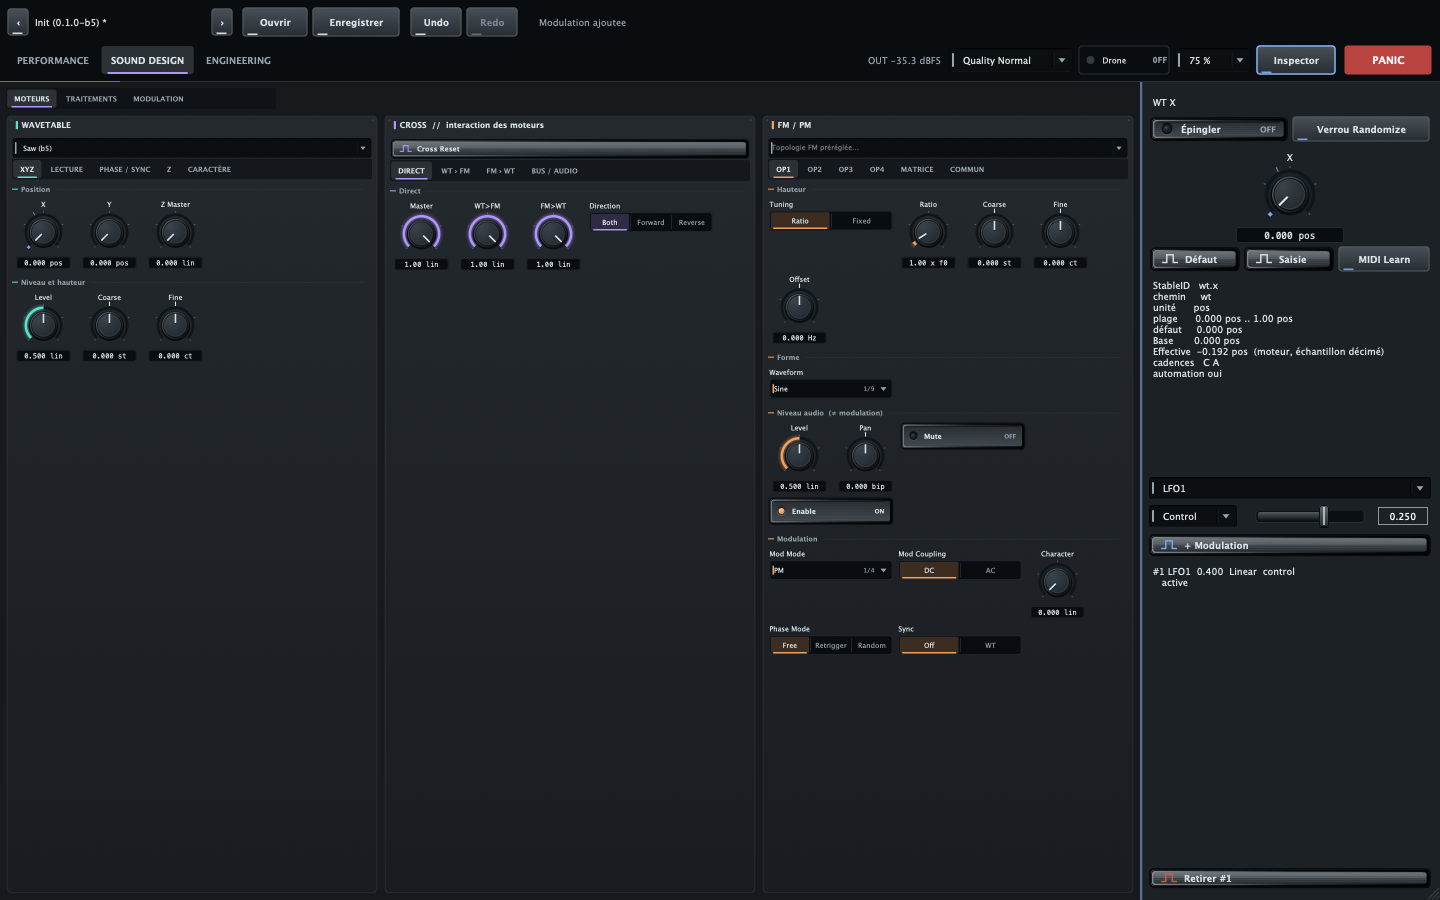 ‹ Init (0.1.0-b5) * › Ouvrir Enregistrer Undo Redo Modulation ajoutee
PERFORMANCE SOUND DESIGN ENGINEERING OUT -35.3 dBFS Quality Normal Drone OFF 75 % Inspector PANIC
MOTEURS TRAITEMENTS MODULATION
WAVETABLE
Saw (b5)
XYZ LECTURE PHASE / SYNC Z CARACTÈRE
Position
X Y Z Master
0.000 pos 0.000 pos 0.000 lin
Niveau et hauteur
Level Coarse Fine
0.500 lin 0.000 st 0.000 ct
CROSS // interaction des moteurs
Cross Reset
DIRECT WT › FM FM › WT BUS / AUDIO
Direct
Master WT>FM FM>WT Direction
Both Forward Reverse
1.00 lin 1.00 lin 1.00 lin
FM / PM
Topologie FM préréglée...
OP1 OP2 OP3 OP4 MATRICE COMMUN
Hauteur
Tuning Ratio Coarse Fine
Ratio Fixed
1.00 x f0 0.000 st 0.000 ct
Offset
0.000 Hz
Forme
Waveform
Sine 1/9
Niveau audio (≠ modulation)
Level Pan
Mute OFF
0.500 lin 0.000 bip
Enable ON
Modulation
Mod Mode Mod Coupling Character
PM 1/4 DC AC
0.000 lin
Phase Mode Sync
Free Retrigger Random Off WT
WT X
Épingler OFF Verrou Randomize
X
0.000 pos
Défaut Saisie MIDI Learn
StableID wt.x
chemin wt
unité pos
plage 0.000 pos .. 1.00 pos
défaut 0.000 pos
Base 0.000 pos
Effective -0.192 pos (moteur, échantillon décimé)
cadences C A
automation oui
LFO1
Control 0.250
+ Modulation
#1 LFO1 0.400 Linear control
active
Retirer #1